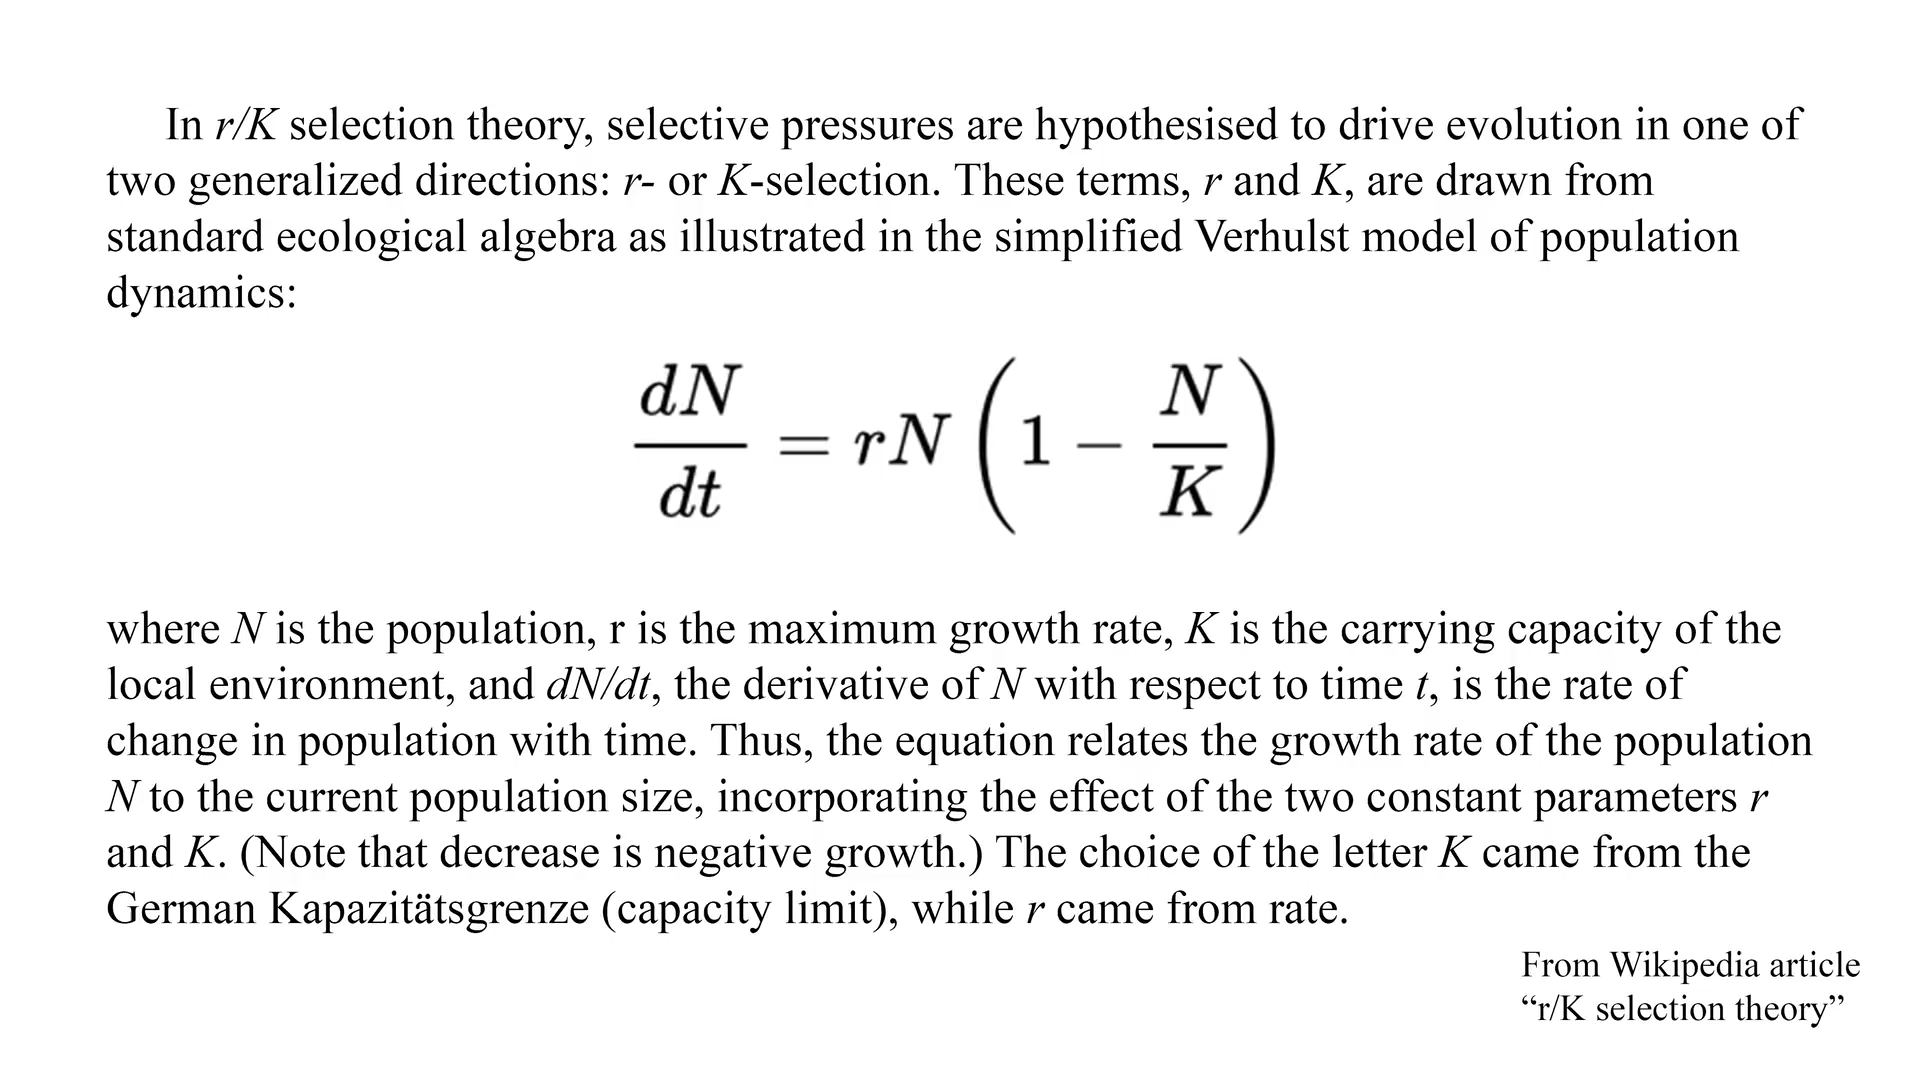 In r/K selection theory, selective pressures are hypothesised to drive evolution in one of
two generalized directions: r- or K-selection. These terms, r and K, are drawn from
standard ecological algebra as illustrated in the simplified Verhulst model of population
dynamics:
dN/dt = rN (1 − N/K)
where N is the population, r is the maximum growth rate, K is the carrying capacity of the
local environment, and dN/dt, the derivative of N with respect to time t, is the rate of
change in population with time. Thus, the equation relates the growth rate of the population
N to the current population size, incorporating the effect of the two constant parameters r
and K. (Note that decrease is negative growth.) The choice of the letter K came from the
German Kapazitätsgrenze (capacity limit), while r came from rate.
From Wikipedia article
“r/K selection theory”